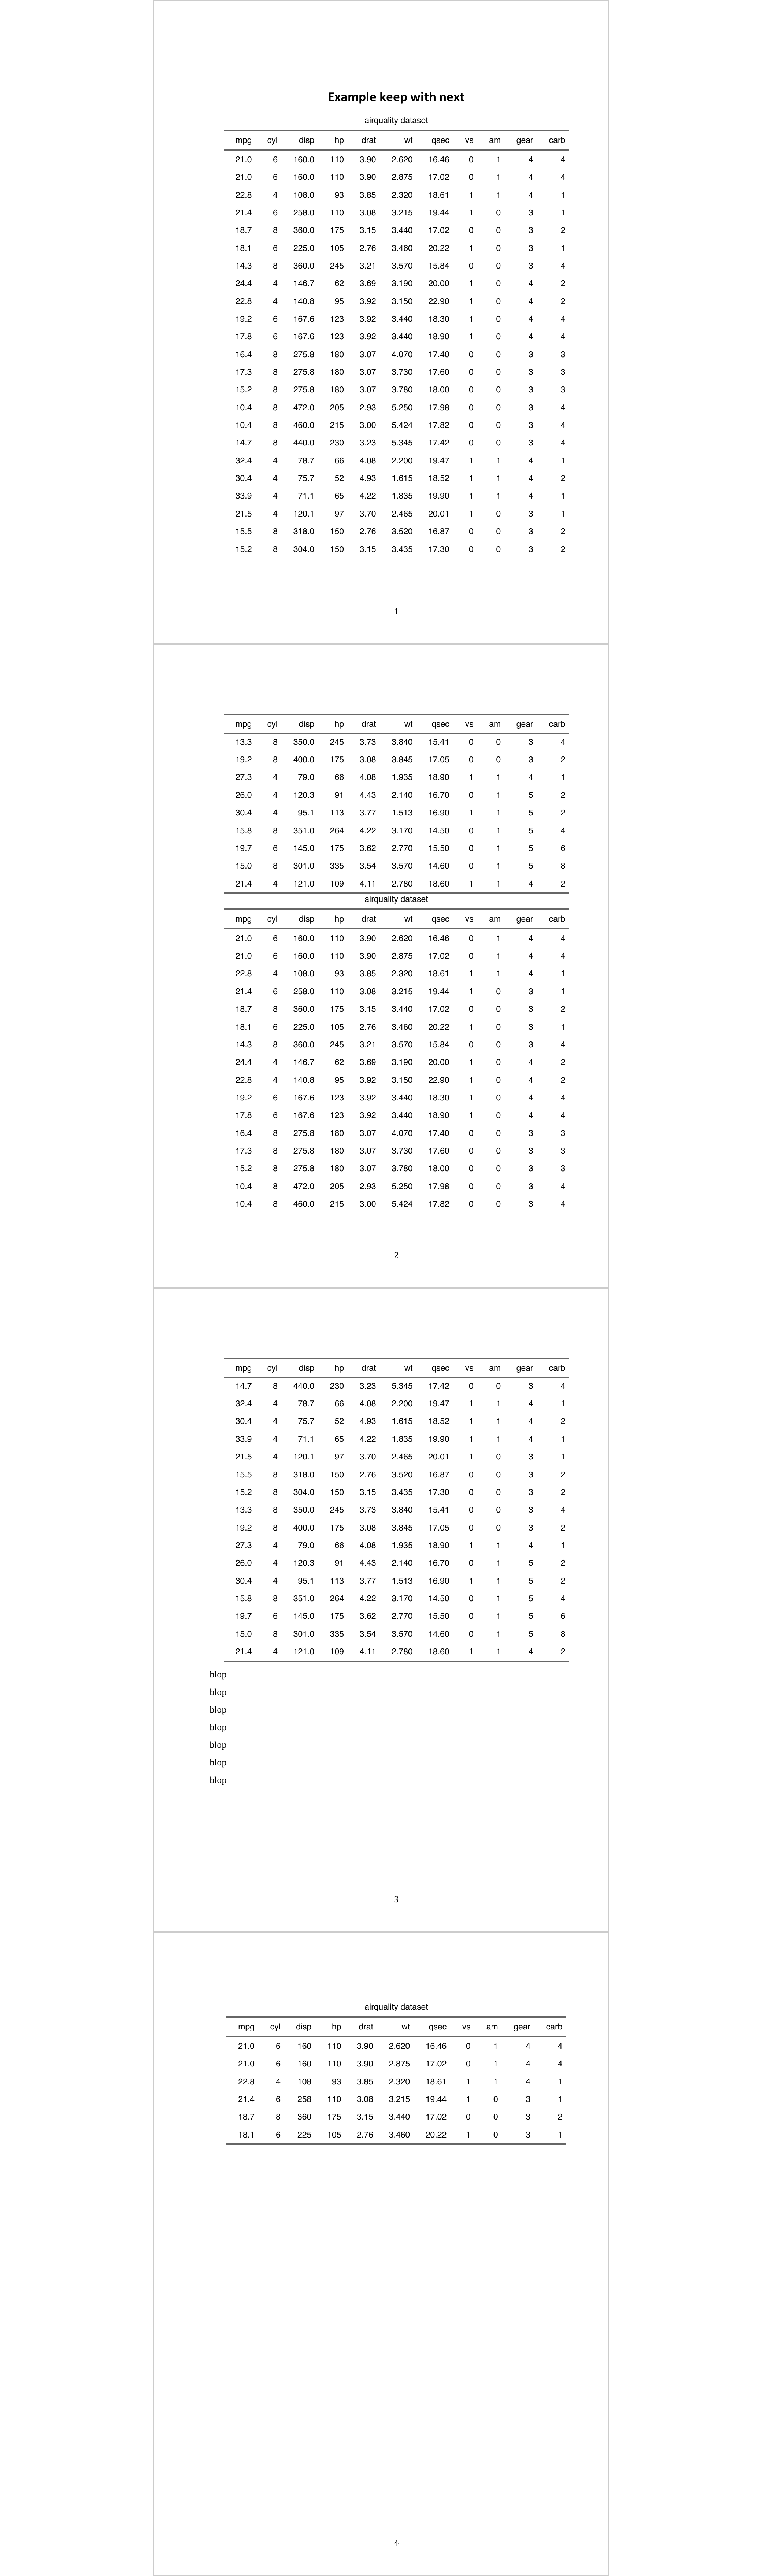 Example keep with next
airquality dataset
mpg cyl disp hp drat wt qsec vs am gear carb
21.0 6 160.0 110 3.90 2.620 16.46 0 1 4 4
21.0 6 160.0 110 3.90 2.875 17.02 0 1 4 4
22.8 4 108.0 93 3.85 2.320 18.61 1 1 4 1
21.4 6 258.0 110 3.08 3.215 19.44 1 0 3 1
18.7 8 360.0 175 3.15 3.440 17.02 0 0 3 2
18.1 6 225.0 105 2.76 3.460 20.22 1 0 3 1
14.3 8 360.0 245 3.21 3.570 15.84 0 0 3 4
24.4 4 146.7 62 3.69 3.190 20.00 1 0 4 2
22.8 4 140.8 95 3.92 3.150 22.90 1 0 4 2
19.2 6 167.6 123 3.92 3.440 18.30 1 0 4 4
17.8 6 167.6 123 3.92 3.440 18.90 1 0 4 4
16.4 8 275.8 180 3.07 4.070 17.40 0 0 3 3
17.3 8 275.8 180 3.07 3.730 17.60 0 0 3 3
15.2 8 275.8 180 3.07 3.780 18.00 0 0 3 3
10.4 8 472.0 205 2.93 5.250 17.98 0 0 3 4
10.4 8 460.0 215 3.00 5.424 17.82 0 0 3 4
14.7 8 440.0 230 3.23 5.345 17.42 0 0 3 4
32.4 4 78.7 66 4.08 2.200 19.47 1 1 4 1
30.4 4 75.7 52 4.93 1.615 18.52 1 1 4 2
33.9 4 71.1 65 4.22 1.835 19.90 1 1 4 1
21.5 4 120.1 97 3.70 2.465 20.01 1 0 3 1
15.5 8 318.0 150 2.76 3.520 16.87 0 0 3 2
15.2 8 304.0 150 3.15 3.435 17.30 0 0 3 2
1
mpg cyl disp hp drat wt qsec vs am gear carb
13.3 8 350.0 245 3.73 3.840 15.41 0 0 3 4
19.2 8 400.0 175 3.08 3.845 17.05 0 0 3 2
27.3 4 79.0 66 4.08 1.935 18.90 1 1 4 1
26.0 4 120.3 91 4.43 2.140 16.70 0 1 5 2
30.4 4 95.1 113 3.77 1.513 16.90 1 1 5 2
15.8 8 351.0 264 4.22 3.170 14.50 0 1 5 4
19.7 6 145.0 175 3.62 2.770 15.50 0 1 5 6
15.0 8 301.0 335 3.54 3.570 14.60 0 1 5 8
21.4 4 121.0 109 4.11 2.780 18.60 1 1 4 2
airquality dataset
mpg cyl disp hp drat wt qsec vs am gear carb
21.0 6 160.0 110 3.90 2.620 16.46 0 1 4 4
21.0 6 160.0 110 3.90 2.875 17.02 0 1 4 4
22.8 4 108.0 93 3.85 2.320 18.61 1 1 4 1
21.4 6 258.0 110 3.08 3.215 19.44 1 0 3 1
18.7 8 360.0 175 3.15 3.440 17.02 0 0 3 2
18.1 6 225.0 105 2.76 3.460 20.22 1 0 3 1
14.3 8 360.0 245 3.21 3.570 15.84 0 0 3 4
24.4 4 146.7 62 3.69 3.190 20.00 1 0 4 2
22.8 4 140.8 95 3.92 3.150 22.90 1 0 4 2
19.2 6 167.6 123 3.92 3.440 18.30 1 0 4 4
17.8 6 167.6 123 3.92 3.440 18.90 1 0 4 4
16.4 8 275.8 180 3.07 4.070 17.40 0 0 3 3
17.3 8 275.8 180 3.07 3.730 17.60 0 0 3 3
15.2 8 275.8 180 3.07 3.780 18.00 0 0 3 3
10.4 8 472.0 205 2.93 5.250 17.98 0 0 3 4
10.4 8 460.0 215 3.00 5.424 17.82 0 0 3 4
2
mpg cyl disp hp drat wt qsec vs am gear carb
14.7 8 440.0 230 3.23 5.345 17.42 0 0 3 4
32.4 4 78.7 66 4.08 2.200 19.47 1 1 4 1
30.4 4 75.7 52 4.93 1.615 18.52 1 1 4 2
33.9 4 71.1 65 4.22 1.835 19.90 1 1 4 1
21.5 4 120.1 97 3.70 2.465 20.01 1 0 3 1
15.5 8 318.0 150 2.76 3.520 16.87 0 0 3 2
15.2 8 304.0 150 3.15 3.435 17.30 0 0 3 2
13.3 8 350.0 245 3.73 3.840 15.41 0 0 3 4
19.2 8 400.0 175 3.08 3.845 17.05 0 0 3 2
27.3 4 79.0 66 4.08 1.935 18.90 1 1 4 1
26.0 4 120.3 91 4.43 2.140 16.70 0 1 5 2
30.4 4 95.1 113 3.77 1.513 16.90 1 1 5 2
15.8 8 351.0 264 4.22 3.170 14.50 0 1 5 4
19.7 6 145.0 175 3.62 2.770 15.50 0 1 5 6
15.0 8 301.0 335 3.54 3.570 14.60 0 1 5 8
21.4 4 121.0 109 4.11 2.780 18.60 1 1 4 2
blop
blop
blop
blop
blop
blop
blop
3
airquality dataset
mpg cyl disp hp drat wt qsec vs am gear carb
21.0 6 160 110 3.90 2.620 16.46 0 1 4 4
21.0 6 160 110 3.90 2.875 17.02 0 1 4 4
22.8 4 108 93 3.85 2.320 18.61 1 1 4 1
21.4 6 258 110 3.08 3.215 19.44 1 0 3 1
18.7 8 360 175 3.15 3.440 17.02 0 0 3 2
18.1 6 225 105 2.76 3.460 20.22 1 0 3 1
4